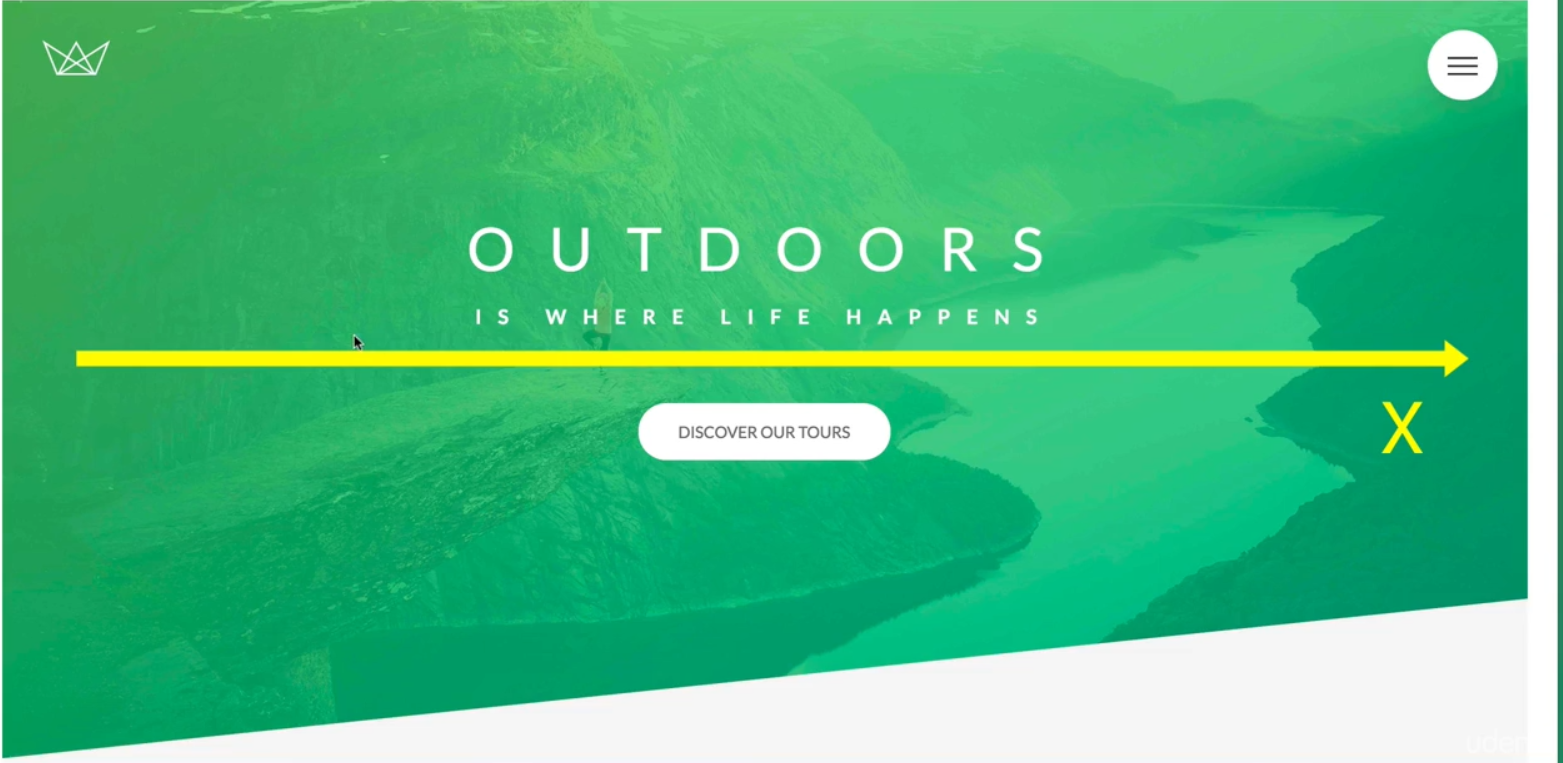 OUTDOORS
IS WHERE LIFE HAPPENS
DISCOVER OUR TOURS
X